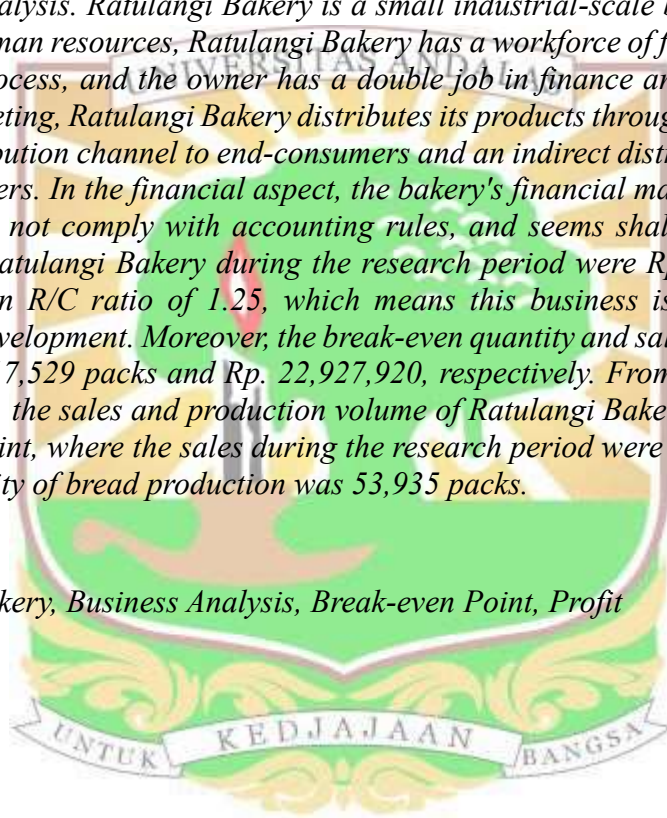 alysis. Ratulangi Bakery is a small industrial-scale b
man resources, Ratulangi Bakery has a workforce of f
ocess, and the owner has a double job in finance an
eting, Ratulangi Bakery distributes its products throug
bution channel to end-consumers and an indirect distr
ers. In the financial aspect, the bakery's financial ma
not comply with accounting rules, and seems shal
atulangi Bakery during the research period were Rp
n R/C ratio of 1.25, which means this business is
velopment. Moreover, the break-even quantity and sal
7,529 packs and Rp. 22,927,920, respectively. From
the sales and production volume of Ratulangi Bake
int, where the sales during the research period were
ity of bread production was 53,935 packs.
kery, Business Analysis, Break-even Point, Profit
UNIVERSITAS ANDALAS
UNTUK KEDJAJAAN BANGSA